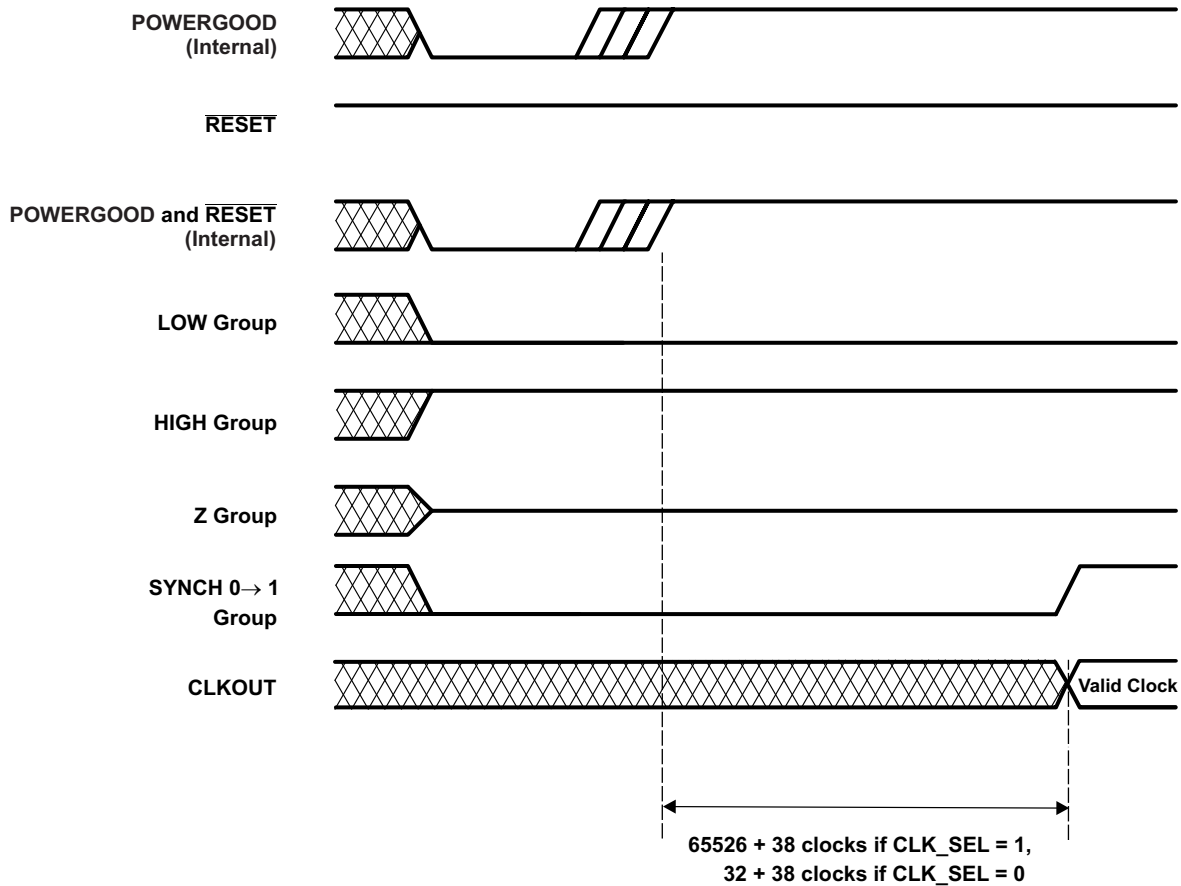 POWERGOOD
(Internal)
RESET
POWERGOOD and RESET
(Internal)
LOW Group
HIGH Group
Z Group
SYNCH 0→ 1
Group
CLKOUT
Valid Clock
65526 + 38 clocks if CLK_SEL = 1,
32 + 38 clocks if CLK_SEL = 0